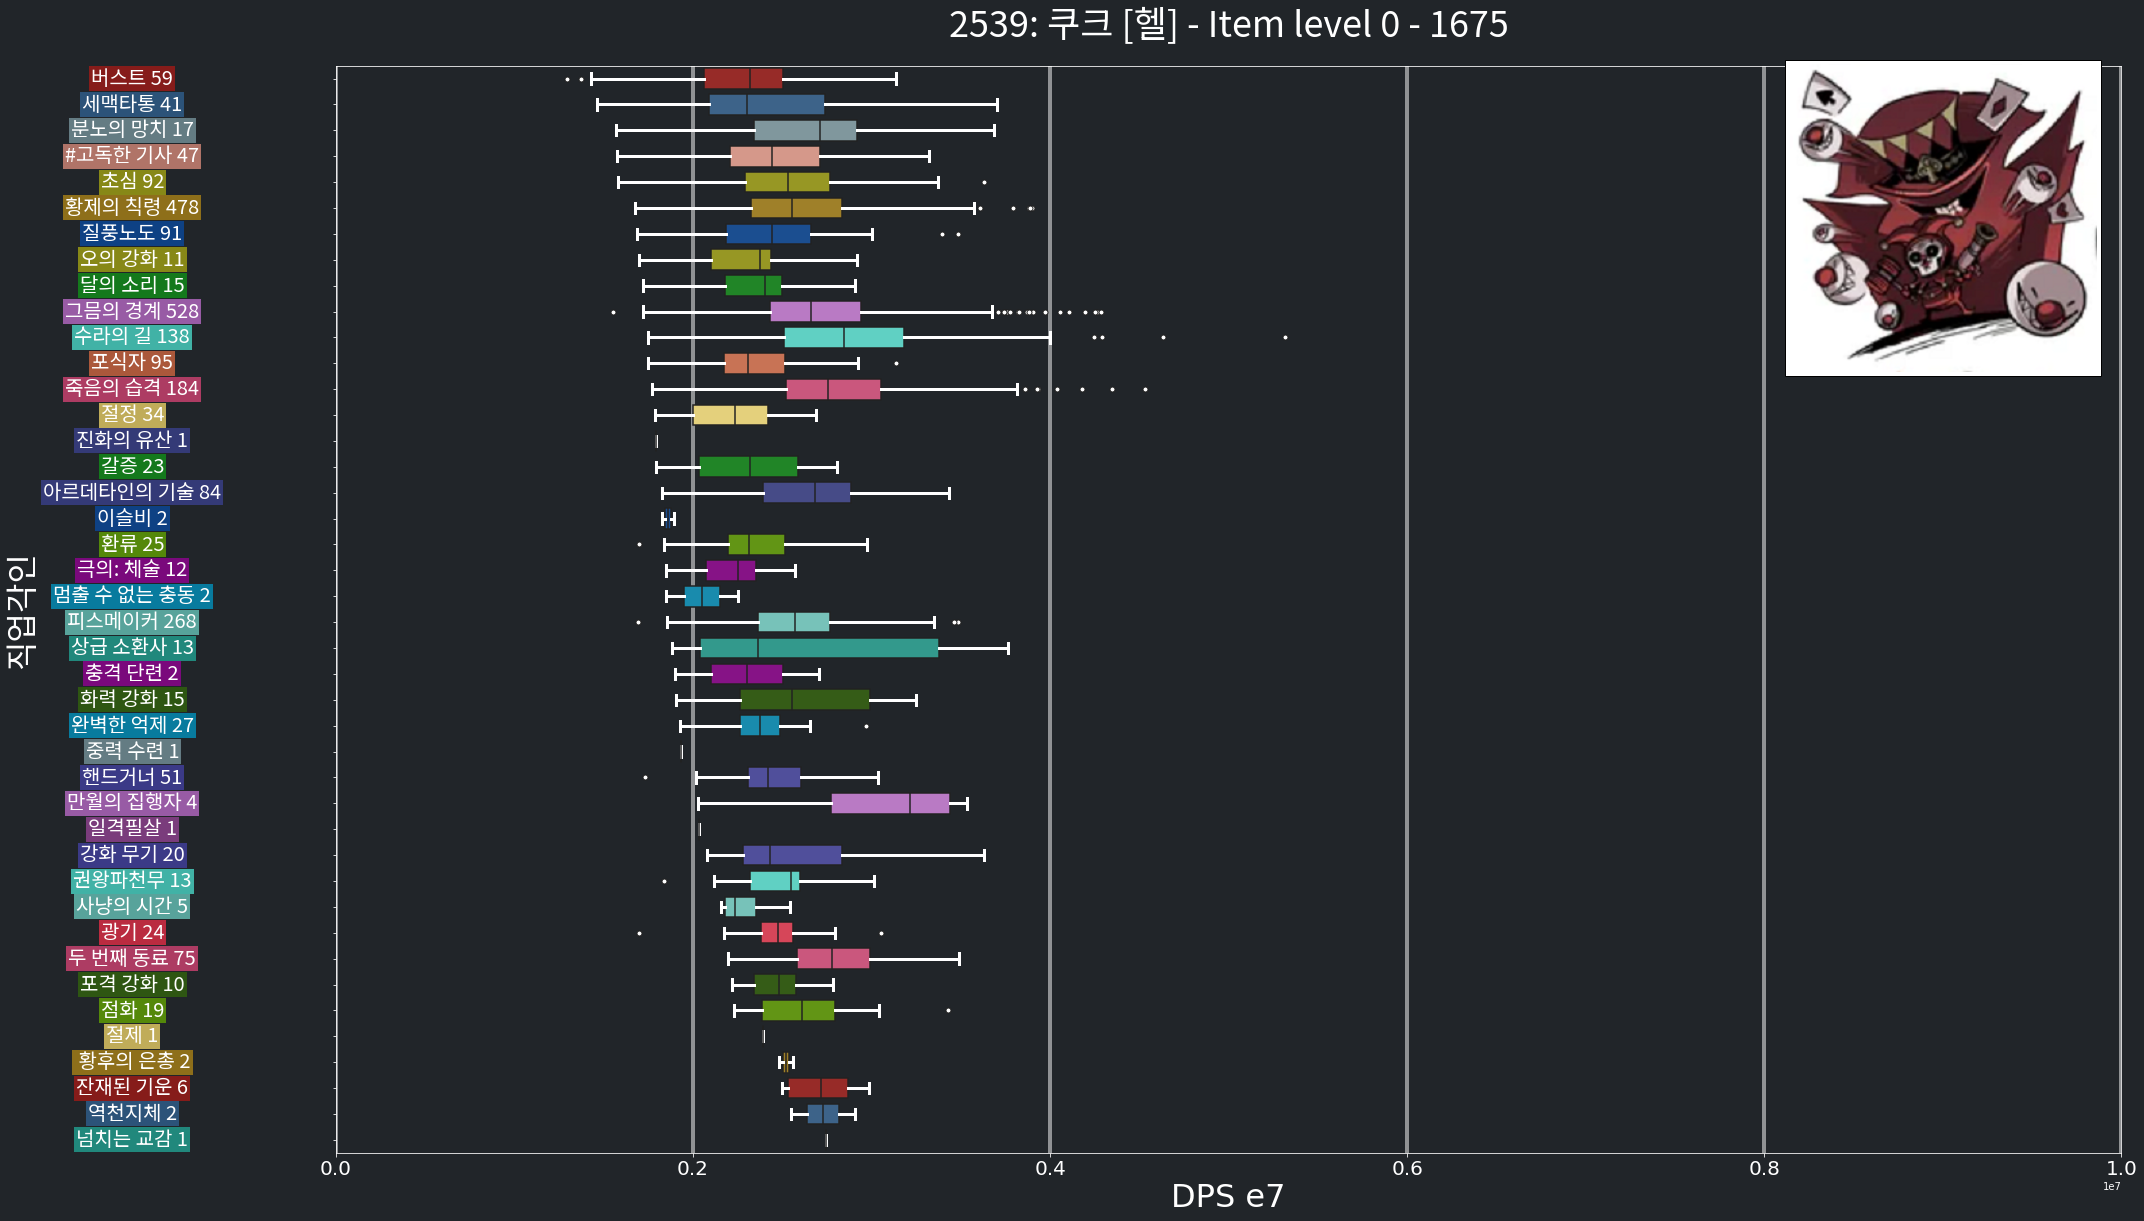 2539: 쿠크 [헬] - Item level 0 - 1675
직업각인
버스트 59
세맥타통 41
분노의 망치 17
#고독한 기사 47
초심 92
황제의 칙령 478
질풍노도 91
오의 강화 11
달의 소리 15
그믐의 경계 528
수라의 길 138
포식자 95
죽음의 습격 184
절정 34
진화의 유산 1
갈증 23
아르데타인의 기술 84
이슬비 2
환류 25
극의: 체술 12
멈출 수 없는 충동 2
피스메이커 268
상급 소환사 13
충격 단련 2
화력 강화 15
완벽한 억제 27
중력 수련 1
핸드거너 51
만월의 집행자 4
일격필살 1
강화 무기 20
권왕파천무 13
사냥의 시간 5
광기 24
두 번째 동료 75
포격 강화 10
점화 19
절제 1
황후의 은총 2
잔재된 기운 6
역천지체 2
넘치는 교감 1
0.0 0.2 0.4 0.6 0.8 1.0
1e7
DPS e7